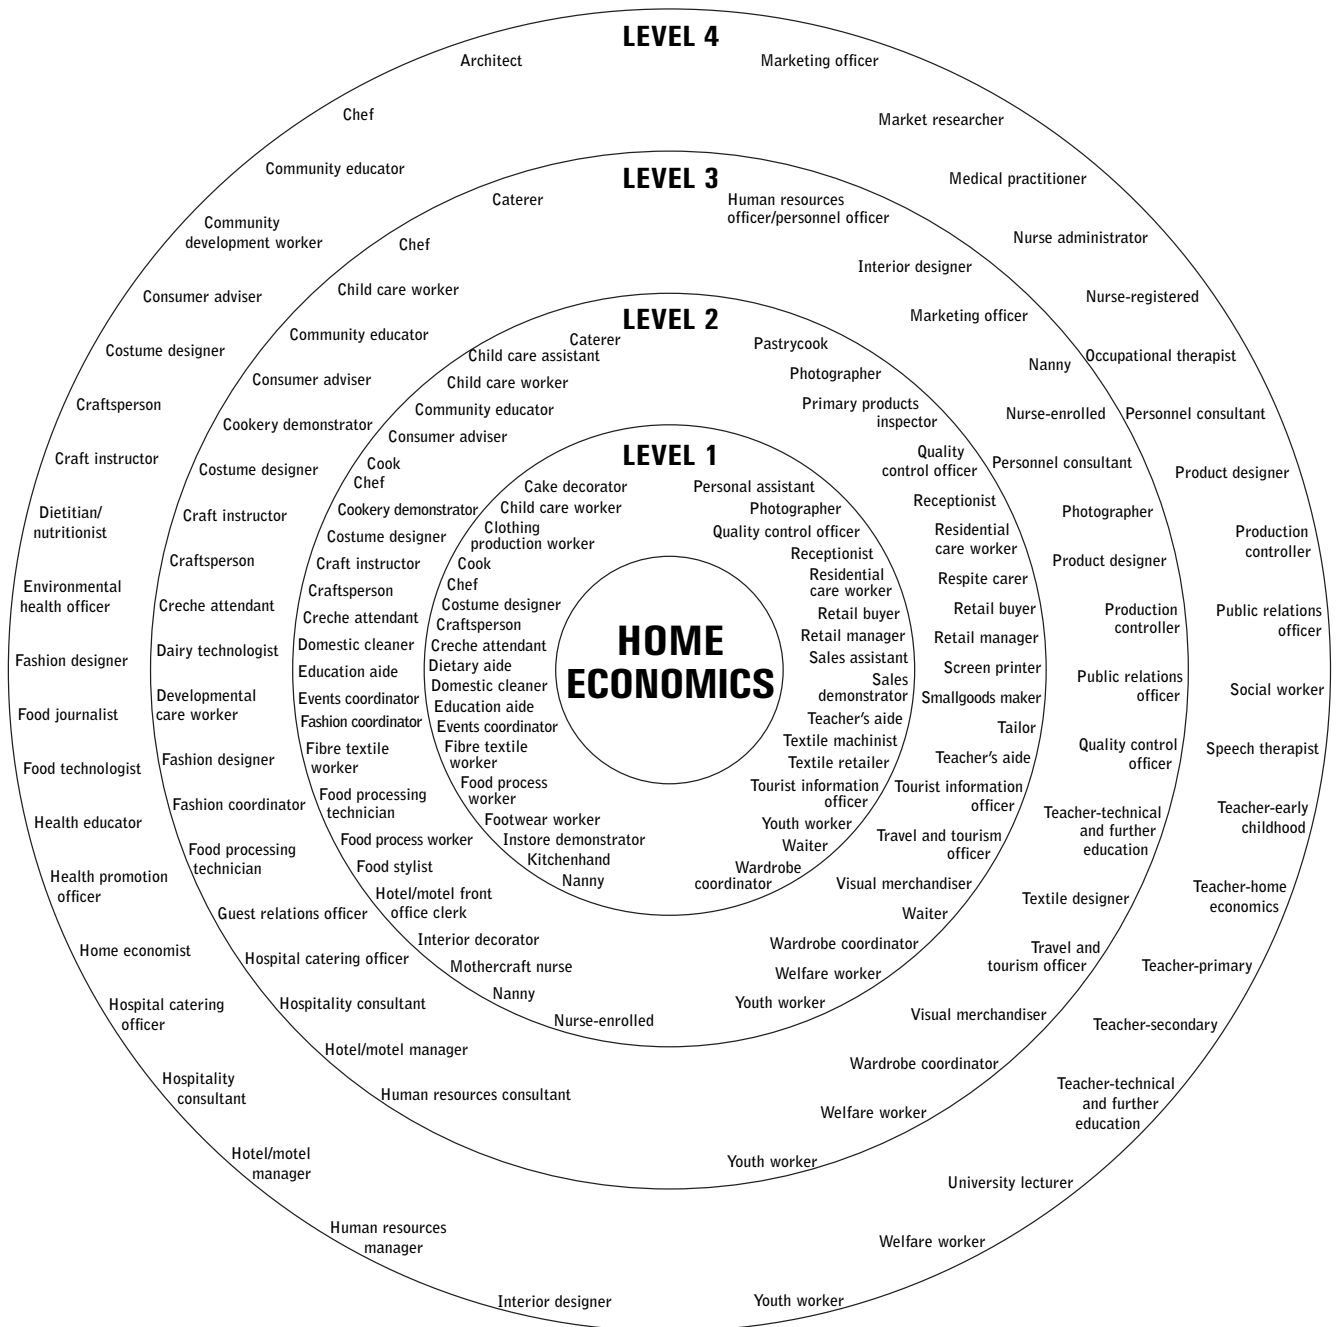 LEVEL 4
Architect
Chef
Community educator
Community
development worker
Consumer adviser
Costume designer
Craftsperson
Craft instructor
Dietitian/
nutritionist
Environmental
health officer
Fashion designer
Food journalist
Food technologist
Health educator
Health promotion
officer
Home economist
Hospital catering
officer
Hospitality
consultant
Hotel/motel
manager
Human resources
manager
Interior designer
Marketing officer
Market researcher
Medical practitioner
Nurse administrator
Nurse-registered
Occupational therapist
Personnel consultant
Product designer
Production
controller
Public relations
officer
Social worker
Speech therapist
Teacher-early
childhood
Teacher-home
economics
Teacher-primary
Teacher-secondary
Teacher-technical
and further
education
University lecturer
Welfare worker
Youth worker
LEVEL 3
Caterer
Chef
Child care worker
Community educator
Consumer adviser
Cookery demonstrator
Costume designer
Craft instructor
Craftsperson
Creche attendant
Dairy technologist
Developmental
care worker
Fashion designer
Fashion coordinator
Food processing
technician
Guest relations officer
Hospital catering officer
Hospitality consultant
Hotel/motel manager
Human resources consultant
Human resources
officer/personnel officer
Interior designer
Marketing officer
Nanny
Nurse-enrolled
Personnel consultant
Photographer
Product designer
Production
controller
Public relations
officer
Quality control
officer
Teacher-technical
and further
education
Textile designer
Travel and
tourism officer
Visual merchandiser
Wardrobe coordinator
Welfare worker
Youth worker
LEVEL 2
Caterer
Child care assistant
Child care worker
Community educator
Consumer adviser
Cook
Chef
Cookery demonstrator
Costume designer
Craft instructor
Craftsperson
Creche attendant
Domestic cleaner
Education aide
Events coordinator
Fashion coordinator
Fibre textile
worker
Food processing
technician
Food process worker
Food stylist
Hotel/motel front
office clerk
Interior decorator
Mothercraft nurse
Nanny
Nurse-enrolled
Pastrycook
Photographer
Primary products
inspector
Quality
control officer
Receptionist
Residential
care worker
Respite carer
Retail buyer
Retail manager
Screen printer
Smallgoods maker
Tailor
Teacher's aide
Tourist information
officer
Travel and tourism
officer
Visual merchandiser
Waiter
Wardrobe coordinator
Welfare worker
Youth worker
LEVEL 1
Cake decorator
Child care worker
Clothing
production worker
Cook
Chef
Costume designer
Craftsperson
Creche attendant
Dietary aide
Domestic cleaner
Education aide
Events coordinator
Fibre textile
worker
Food process
worker
Footwear worker
Instore demonstrator
Kitchenhand
Nanny
Personal assistant
Photographer
Quality control officer
Receptionist
Residential
care worker
Retail buyer
Retail manager
Sales assistant
Sales
demonstrator
Teacher's aide
Textile machinist
Textile retailer
Tourist information
officer
Youth worker
Waiter
Wardrobe
coordinator
HOME
ECONOMICS